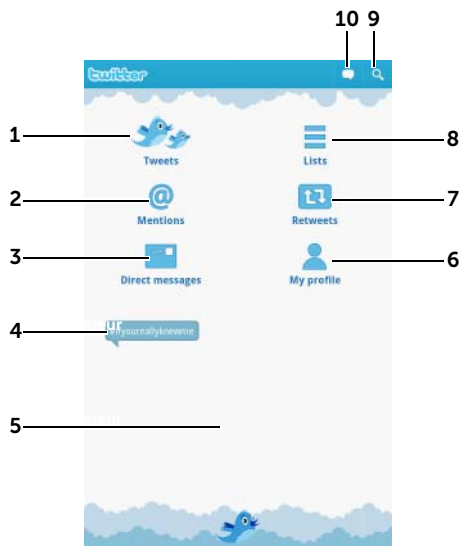 10 9
twitter
1 8
Tweets Lists
2 @ 7
Mentions Retweets
3 6
Direct messages My profile
4 youreallyknewme
5